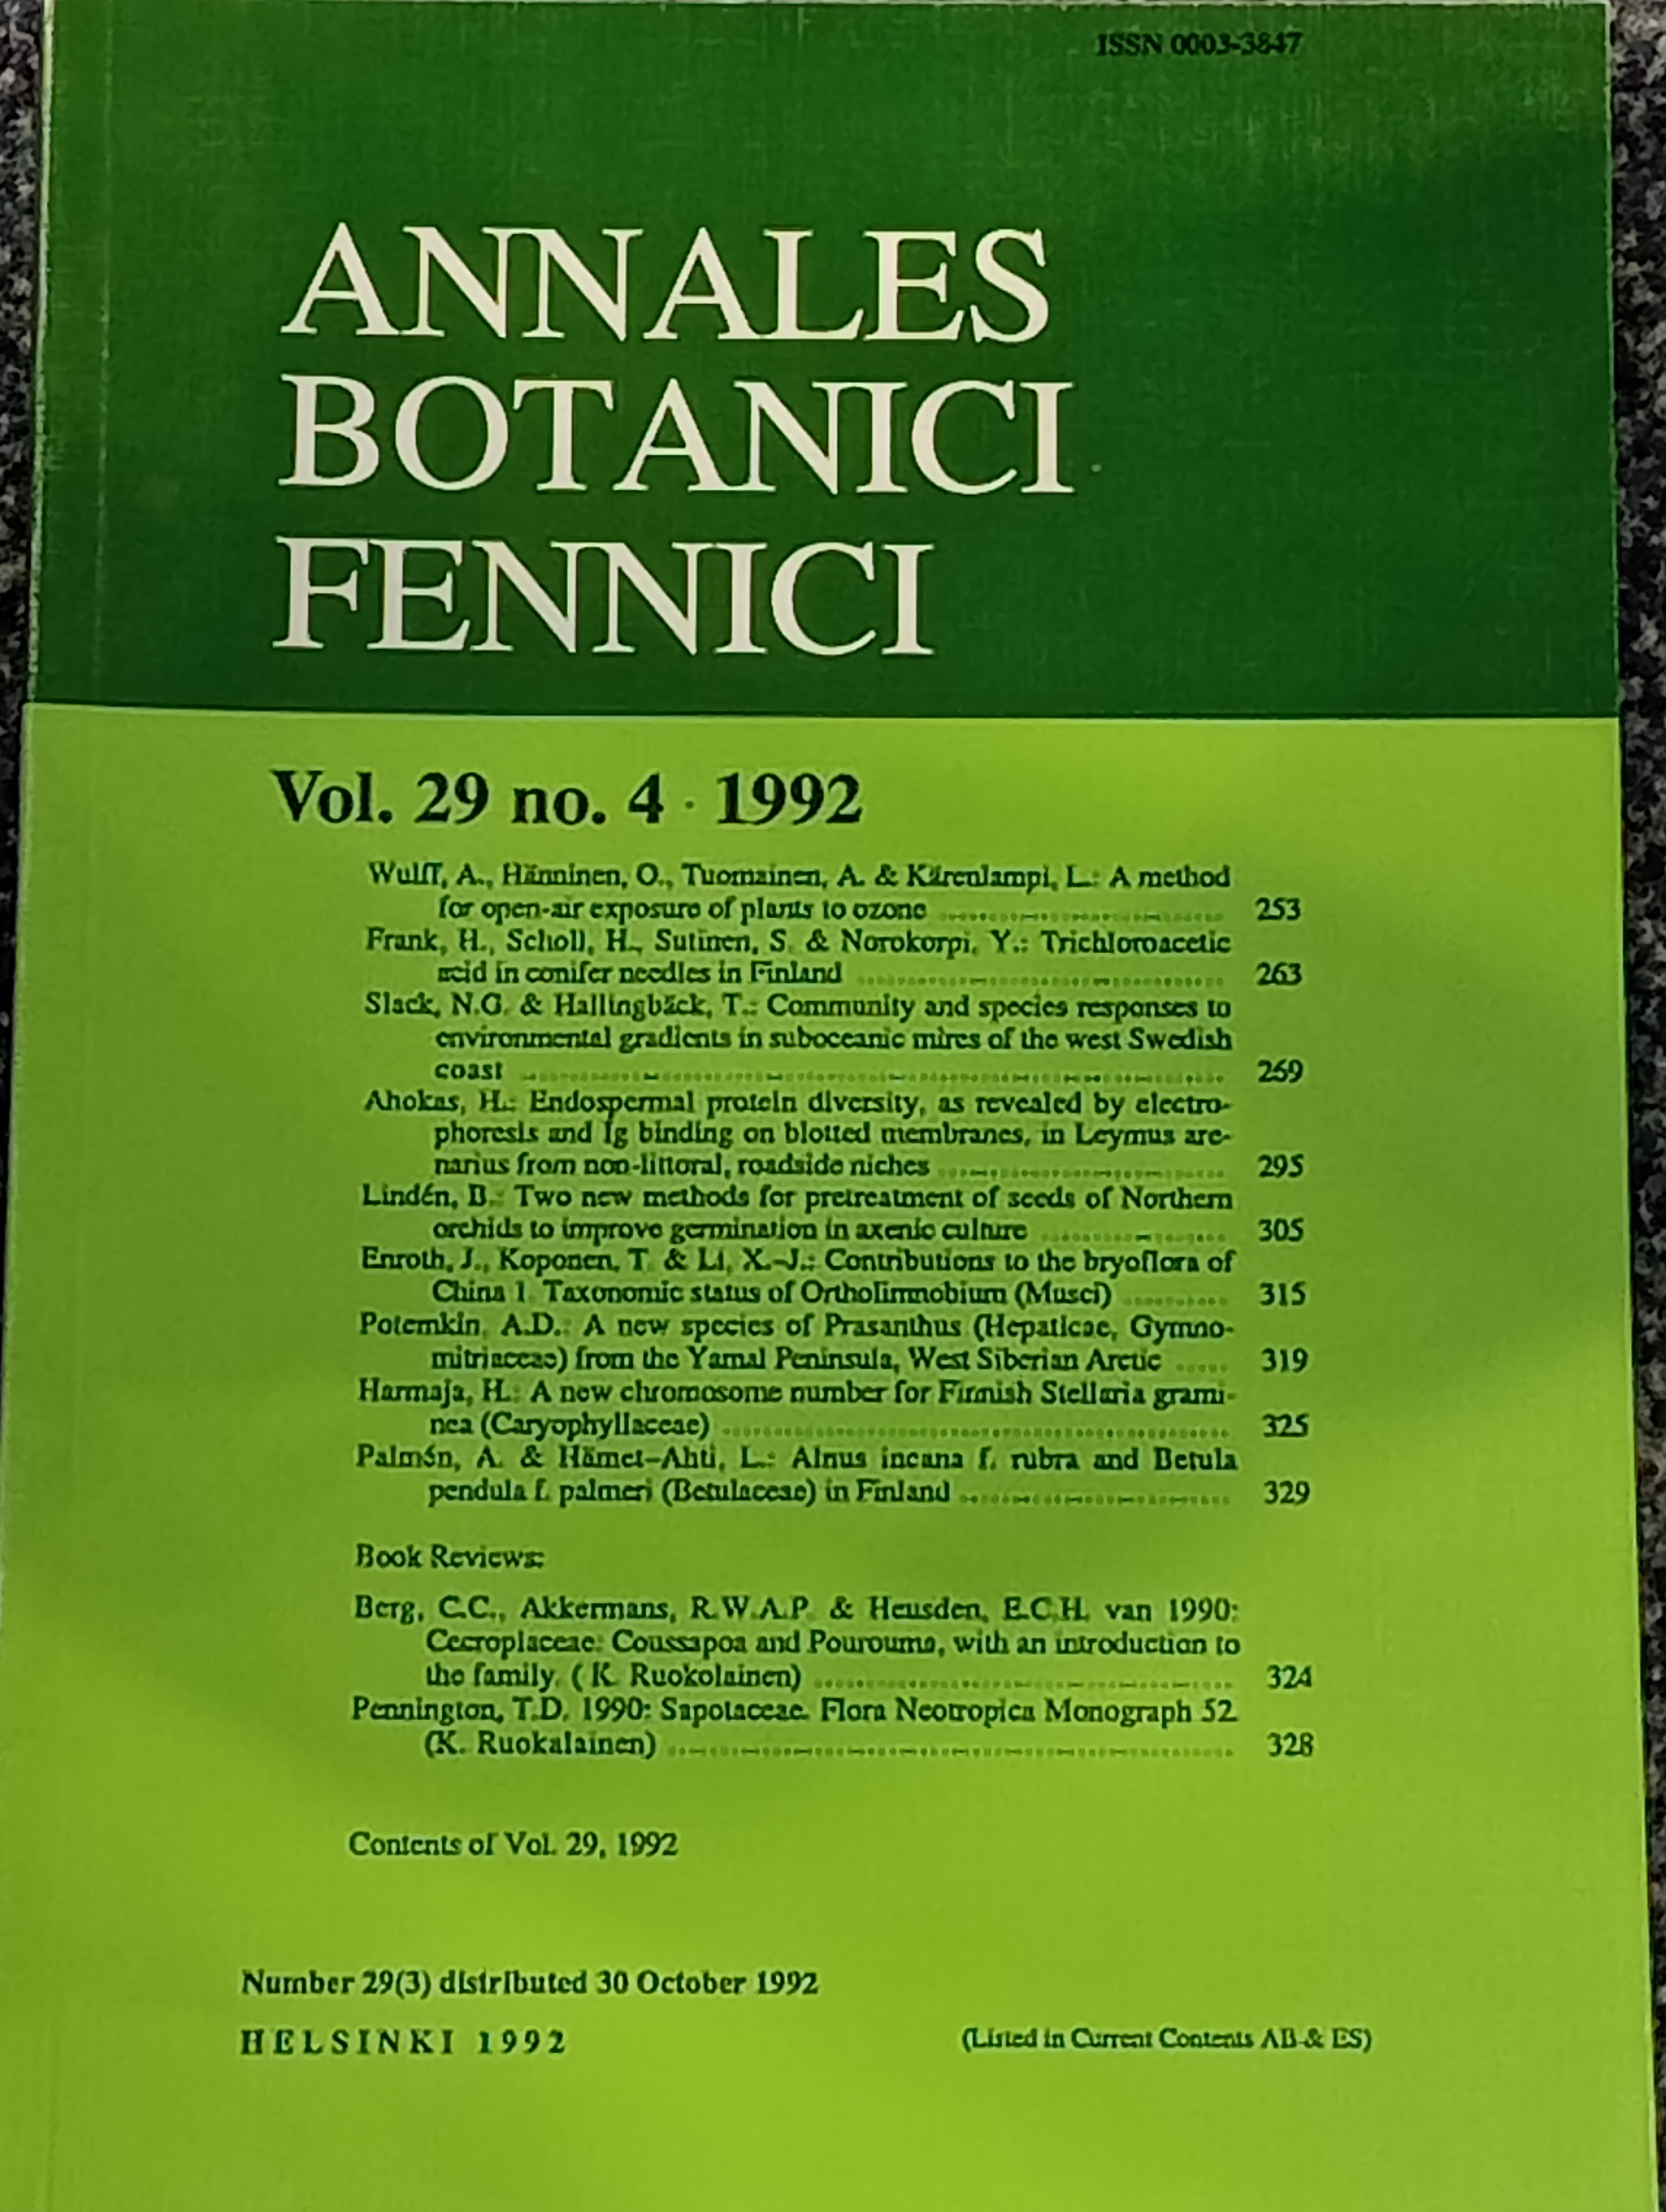 ISSN 0003-3847
ANNALES
BOTANICI
FENNICI
Vol. 29 no. 4 · 1992
Wulff, A., Hänninen, O., Tuomainen, A. & Kärenlampi, L.: A method
for open-air exposure of plants to ozone ........................ 253
Frank, H., Scholl, H., Sutinen, S. & Norokorpi, Y.: Trichloroacetic
acid in conifer needles in Finland ........................ 263
Slack, N.G. & Hallingbäck, T.: Community and species responses to
environmental gradients in suboceanic mires of the west Swedish
coast ........................ 269
Ahokas, H.: Endospermal protein diversity, as revealed by electro-
phoresis and Ig binding on blotted membranes, in Leymus are-
narius from non-littoral, roadside niches ........................ 295
Lindén, B.: Two new methods for pretreatment of seeds of Northern
orchids to improve germination in axenic culture ........................ 305
Enroth, J., Koponen, T. & Li, X.-J.: Contributions to the bryoflora of
China 1. Taxonomic status of Ortholimnobium (Musci) ............ 315
Potemkin, A.D.: A new species of Prasanthus (Hepaticae, Gymno-
mitriaceae) from the Yamal Peninsula, West Siberian Arctic ..... 319
Harmaja, H.: A new chromosome number for Finnish Stellaria grami-
nea (Caryophyllaceae) ........................ 325
Palmén, A. & Hämet-Ahti, L.: Alnus incana f. rubra and Betula
pendula f. palmeri (Betulaceae) in Finland ........................ 329
Book Reviews:
Berg, C.C., Akkermans, R.W.A.P. & Heusden, E.C.H. van 1990:
Cecropiaceae: Coussapoa and Pourouma, with an introduction to
the family. ( K. Ruokolainen) ........................ 324
Pennington, T.D. 1990: Sapotaceae. Flora Neotropica Monograph 52.
(K. Ruokalainen) ........................ 328
Contents of Vol. 29, 1992
Number 29(3) distributed 30 October 1992
HELSINKI 1992
(Listed in Current Contents AB & ES)